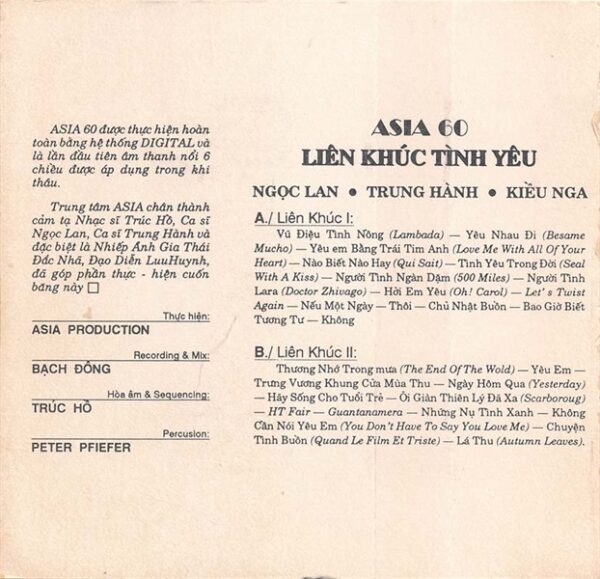 ASIA 60 được thực hiện hoàn
toàn bằng hệ thống DIGITAL và
là lần đầu tiên âm thanh nổi 6
chiều được áp dụng trong khi
thâu.
Trung tâm ASIA chân thành
cảm tạ Nhạc sĩ Trúc Hồ, Ca sĩ
Ngọc Lan, Ca sĩ Trung Hành và
đặc biệt là Nhiếp Ảnh Gia Thái
Đắc Nhã, Đạo Diễn LuuHuynh,
đã góp phần thực - hiện cuốn
băng này □
Thực hiện:
ASIA PRODUCTION
Recording & Mix:
BẠCH ĐÔNG
Hòa âm & Sequencing:
TRÚC HỒ
Percusion:
PETER PFIEFER
ASIA 60
LIÊN KHÚC TÌNH YÊU
NGỌC LAN • TRUNG HÀNH • KIỀU NGA
A./ Liên Khúc I:
Vũ Điệu Tình Nồng (Lambada) — Yêu Nhau Đi (Besame
Mucho) — Yêu em Bằng Trái Tim Anh (Love Me With All Of Your
Heart) — Nào Biết Nào Hay (Qui Sait) — Tình Yêu Trong Đời (Seal
With A Kiss) — Người Tình Ngàn Dặm (500 Miles) — Người Tình
Lara (Doctor Zhivago) — Hỡi Em Yêu (Oh! Carol) — Let's Twist
Again — Nếu Một Ngày — Thôi — Chủ Nhật Buồn — Bao Giờ Biết
Tương Tư — Không
B./ Liên Khúc II:
Thương Nhớ Trong mưa (The End Of The Wold) — Yêu Em —
Trưng Vương Khung Cửa Mùa Thu — Ngày Hôm Qua (Yesterday)
— Hãy Sống Cho Tuổi Trẻ — Ôi Giàn Thiên Lý Đã Xa (Scarboroug)
— HT Fair — Guantanamera — Những Nụ Tình Xanh — Không
Cần Nói Yêu Em (You Don't Have To Say You Love Me) — Chuyện
Tình Buồn (Quand Le Film Et Triste) — Lá Thu (Autumn Leaves).